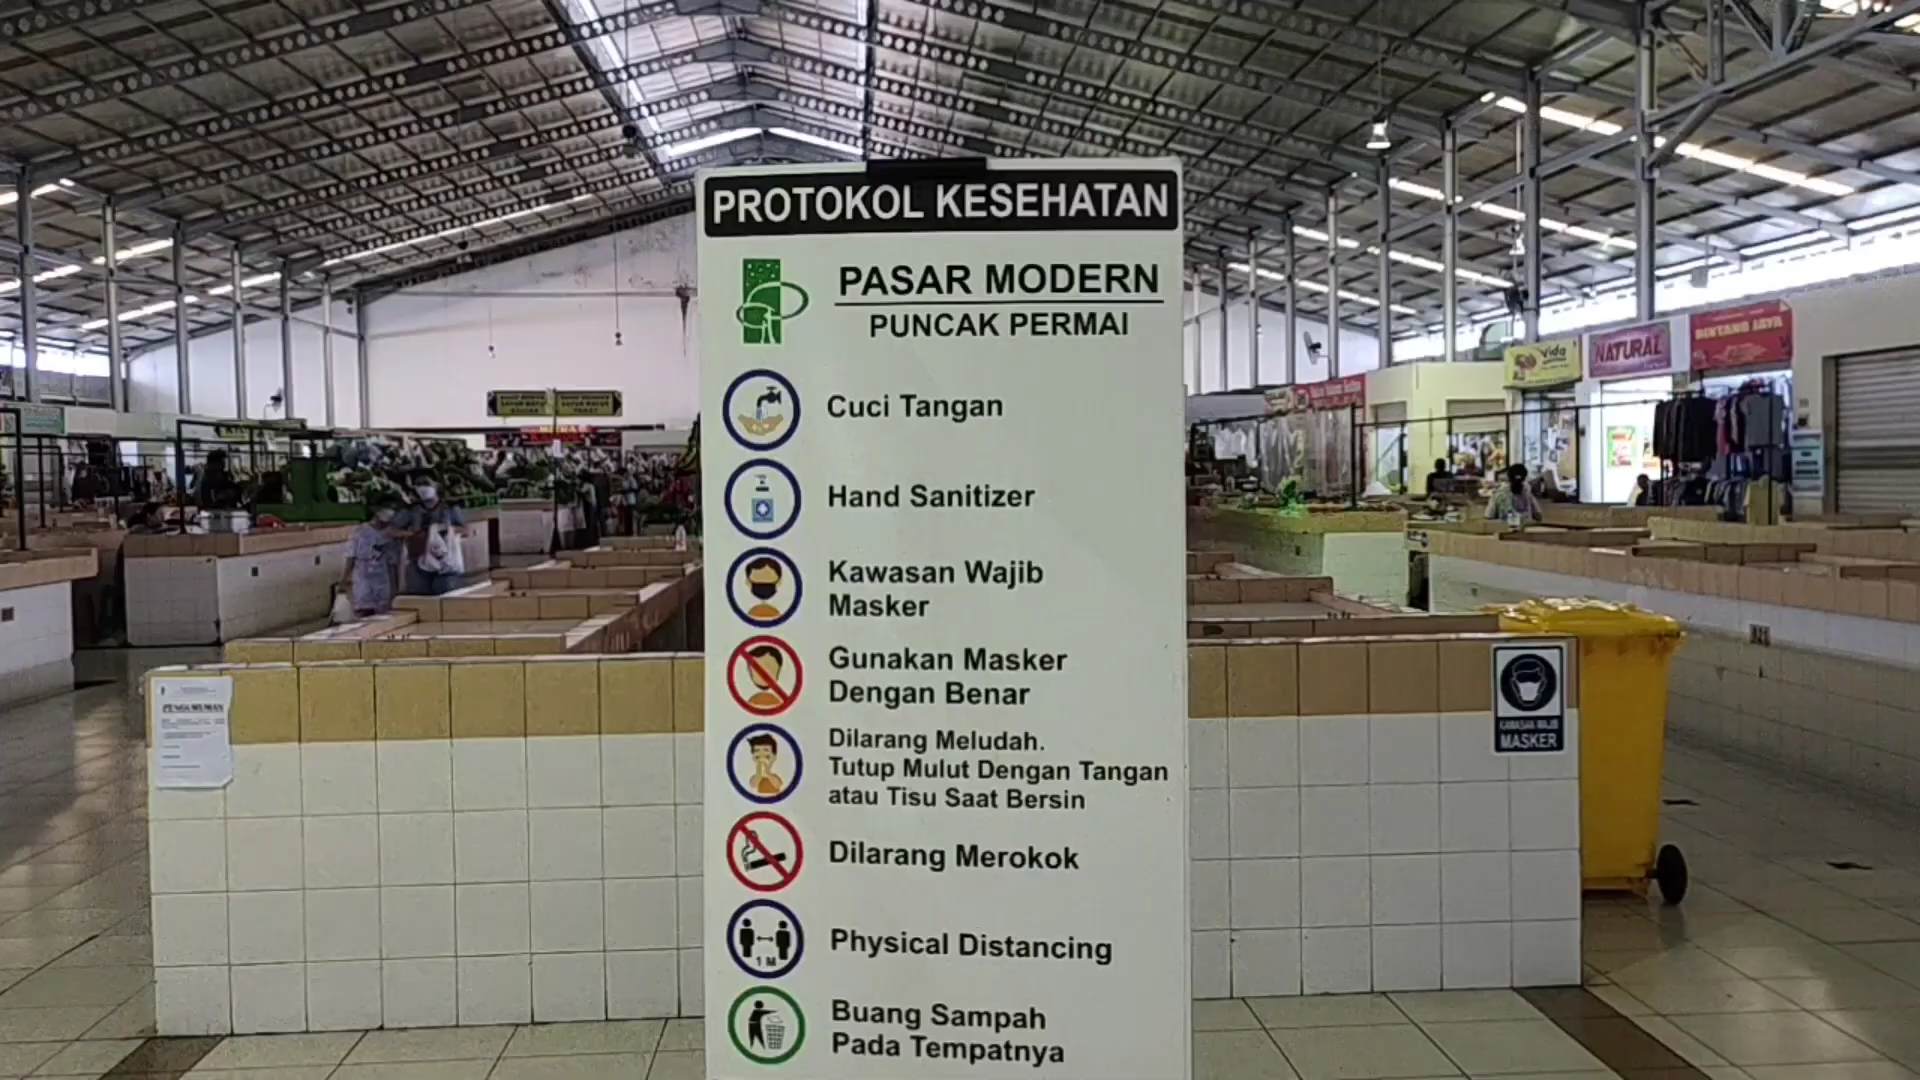 PROTOKOL KESEHATAN
PASAR MODERN
PUNCAK PERMAI
Cuci Tangan
Hand Sanitizer
Kawasan Wajib
Masker
Gunakan Masker
Dengan Benar
Dilarang Meludah.
Tutup Mulut Dengan Tangan
atau Tisu Saat Bersin
Dilarang Merokok
1 M
Physical Distancing
Buang Sampah
Pada Tempatnya
PENGUMUMAN
KAWASAN WAJIB
MASKER
Vida
NATURAL
BINTANG JAYA